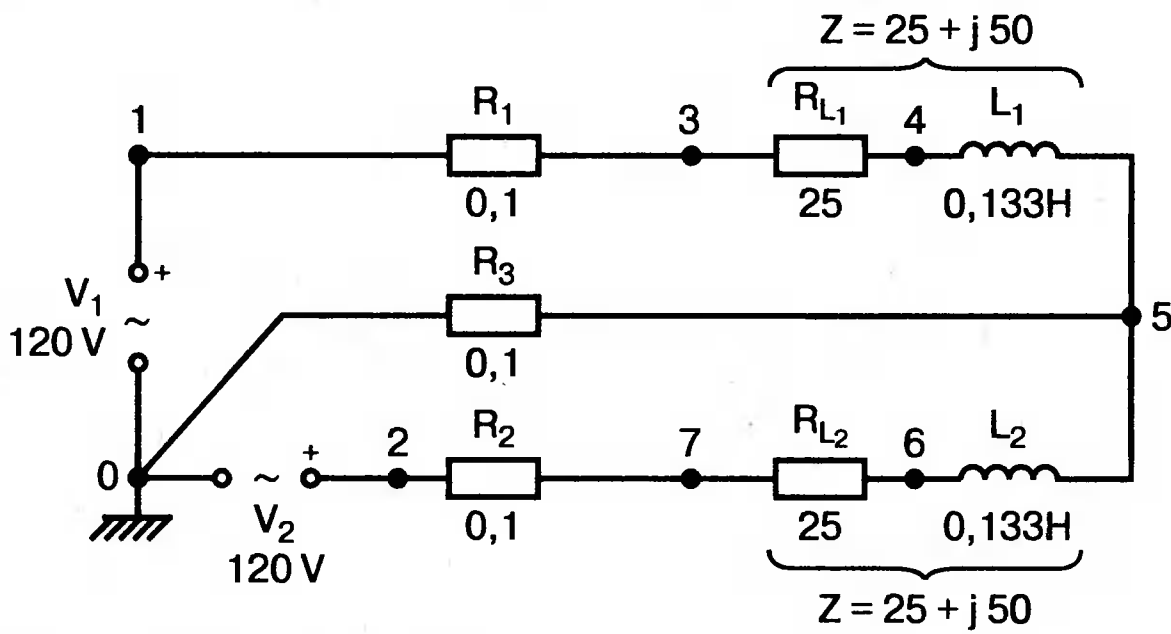 Z = 25 + j 50
1
R1
3
RL1
4
L1
0,1
25
0,133H
+
V1
~
120 V
R3
0,1
5
0
~
+
2
R2
7
RL2
6
L2
V2
0,1
25
0,133H
120 V
Z = 25 + j 50